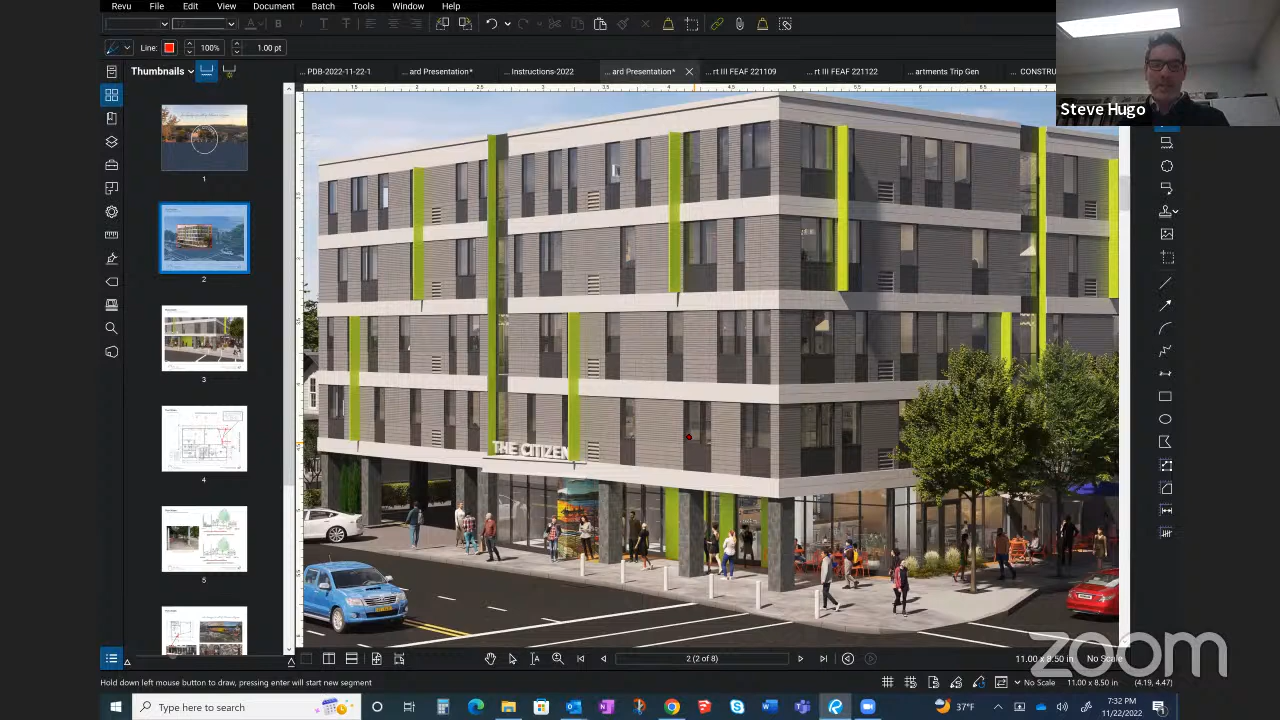 Revu File Edit View Document Batch Tools Window Help
Line: 100% 1.00 pt
Thumbnails
... PDB-2022-11-22-1 ... ard Presentation* ... Instructions-2022 ... ard Presentation* ... rt III FEAF 221109 ... rt III FEAF 221122 ... artments Trip Gen ... CONSTRU
Steve Hugo
1
2
3
4
5
THE CITIZEN
2 (2 of 8)
11.00 x 8.50 in No Scale
Hold down left mouse button to draw, pressing enter will start new segment
No Scale 11.00 x 8.50 in (4.19, 4.47)
zoom
Type here to search
37°F
7:32 PM
11/22/2022